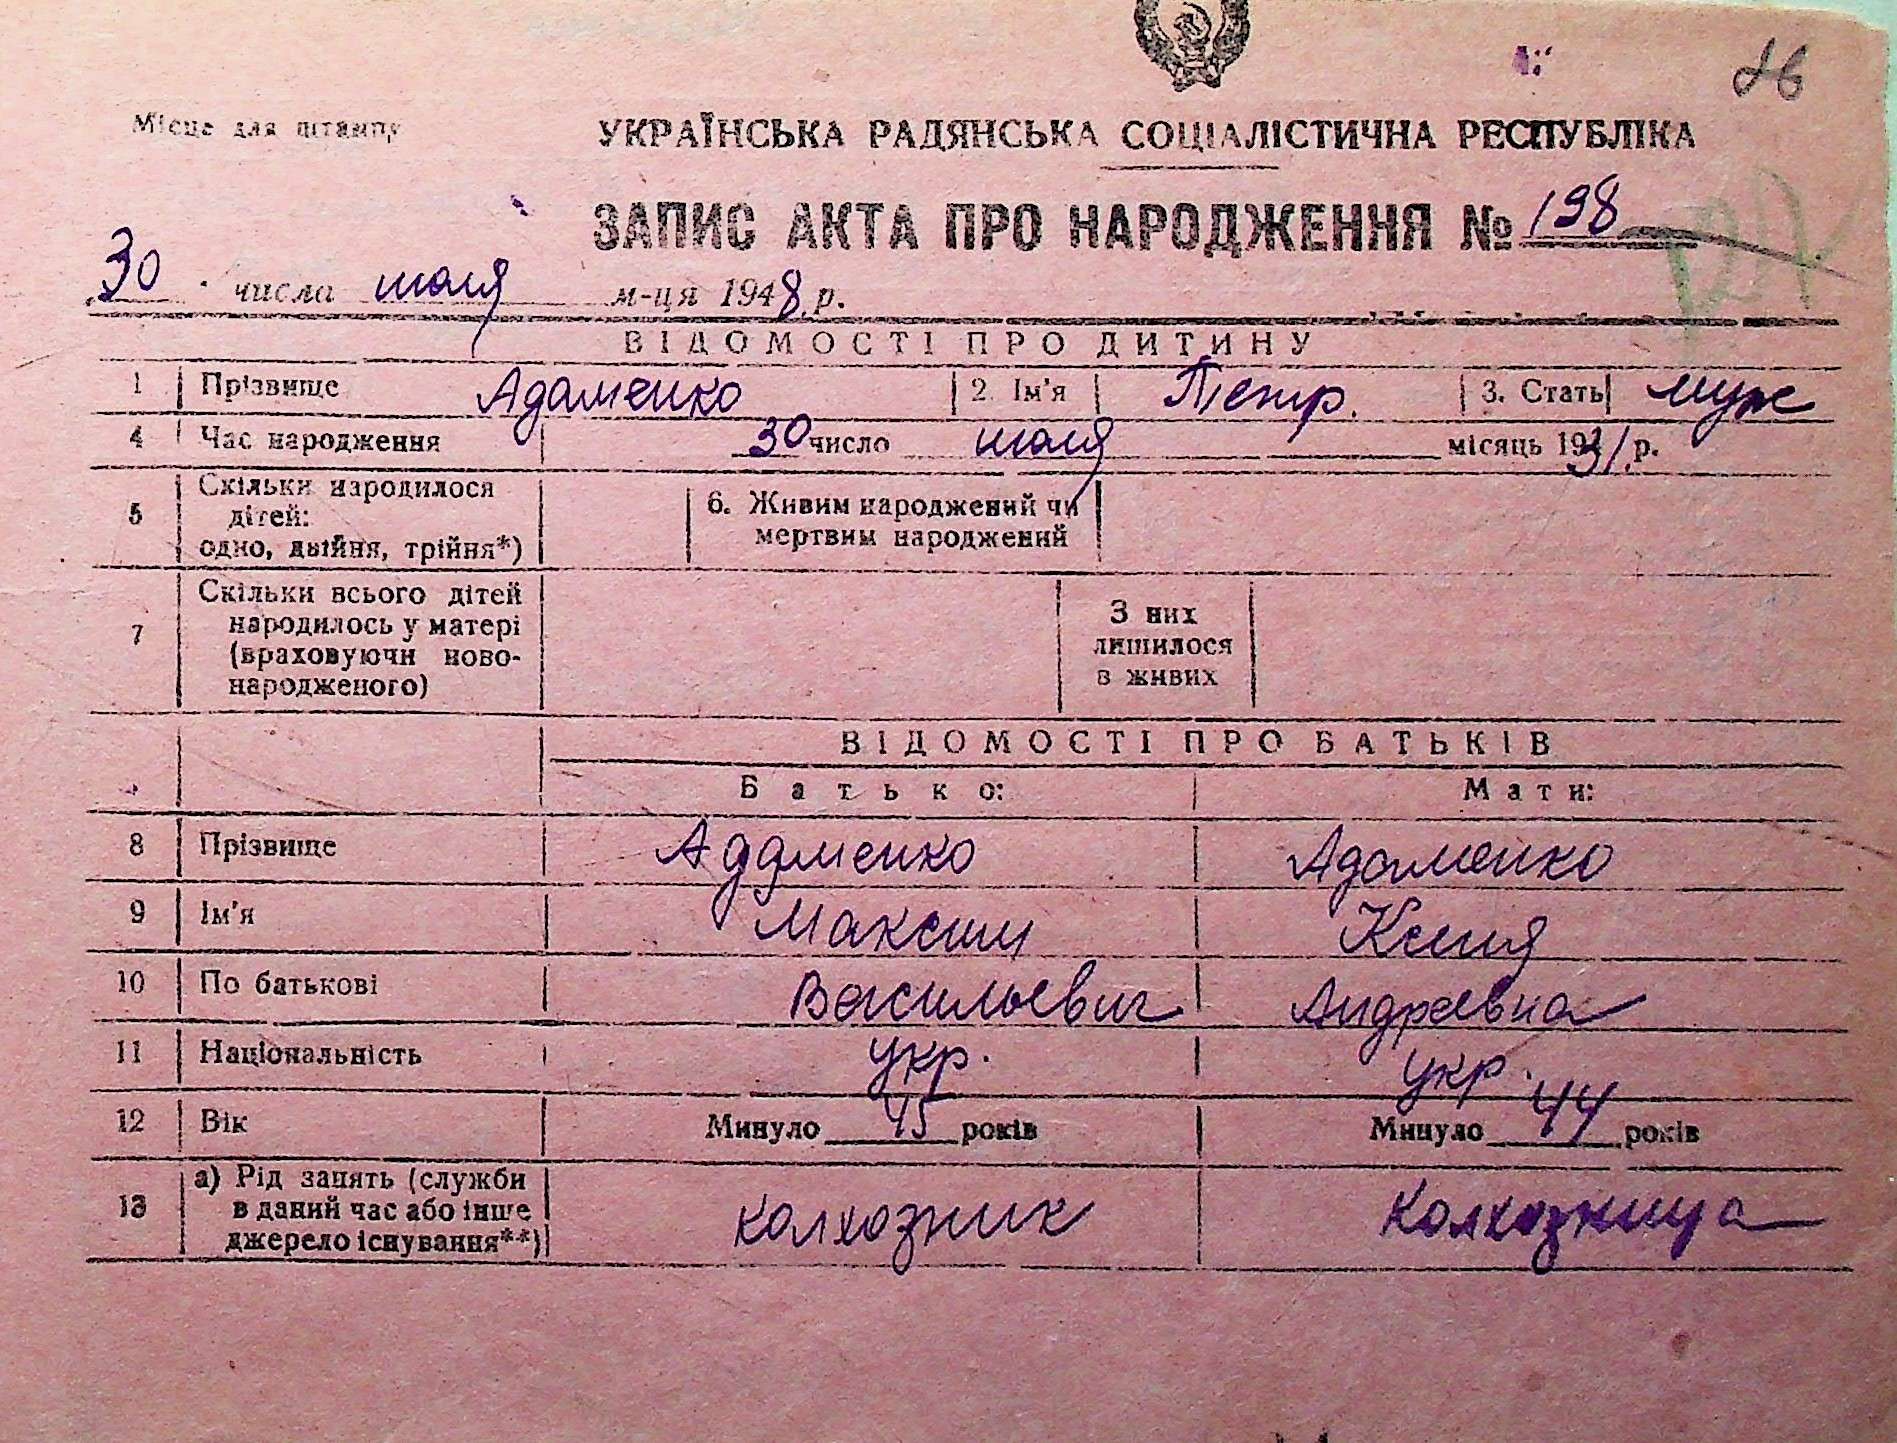 Місце для штампу
УКРАЇНСЬКА РАДЯНСЬКА СОЦІАЛІСТИЧНА РЕСПУБЛІКА
ЗАПИС АКТА ПРО НАРОДЖЕННЯ № 198
30 числа июля м-ця 1948 р.
ВІДОМОСТІ ПРО ДИТИНУ
1 Прізвище Адаменко 2. Ім'я Петр. 3. Стать муж
4 Час народження 30 число июля місяць 1931 р.
5 Скільки народилося
дітей:
одно, двійня, трійня*)
6. Живим народжений чи
мертвим народжений
7 Скільки всього дітей
народилось у матері
(враховуючи ново-
народженого)
З них
лишилося
в живих
ВІДОМОСТІ ПРО БАТЬКІВ
Батько: Мати:
8 Прізвище Адаменко Адаменко
9 Ім'я Максим Ксения
10 По батькові Васильевич Андреевна
11 Національність укр. укр.
12 Вік Минуло 45 років Минуло 44 років
13 а) Рід занять (служби
в даний час або інше
джерело існування**)
колхозник колхозница